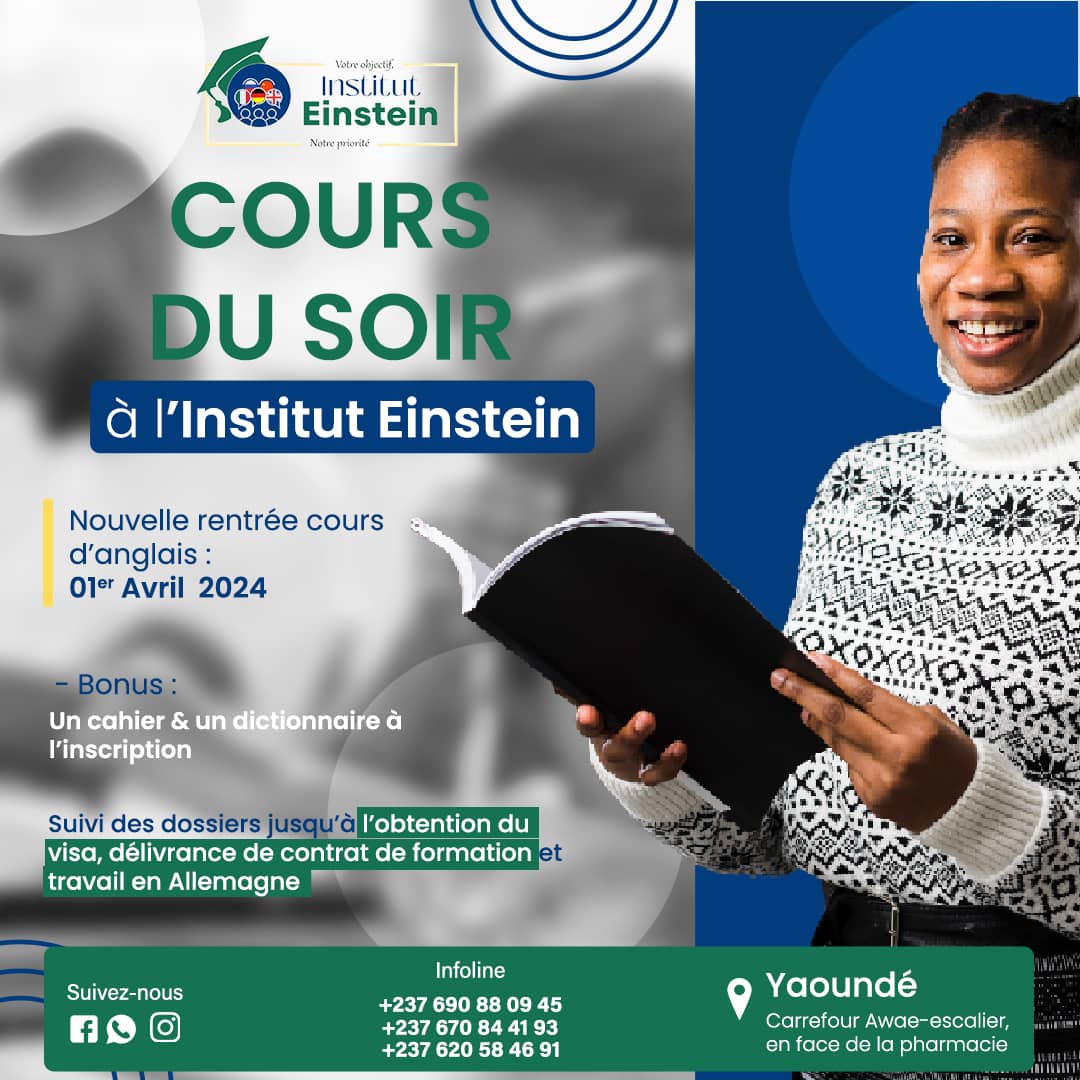 Votre objectif,
Institut
Einstein
Notre priorité
COURS
DU SOIR
à l'Institut Einstein
Nouvelle rentrée cours
d'anglais :
01er Avril 2024
- Bonus :
Un cahier & un dictionnaire à
l'inscription
Suivi des dossiers jusqu'à l'obtention du
visa, délivrance de contrat de formation et
travail en Allemagne
Suivez-nous
Infoline
+237 690 88 09 45
+237 670 84 41 93
+237 620 58 46 91
Yaoundé
Carrefour Awae-escalier,
en face de la pharmacie